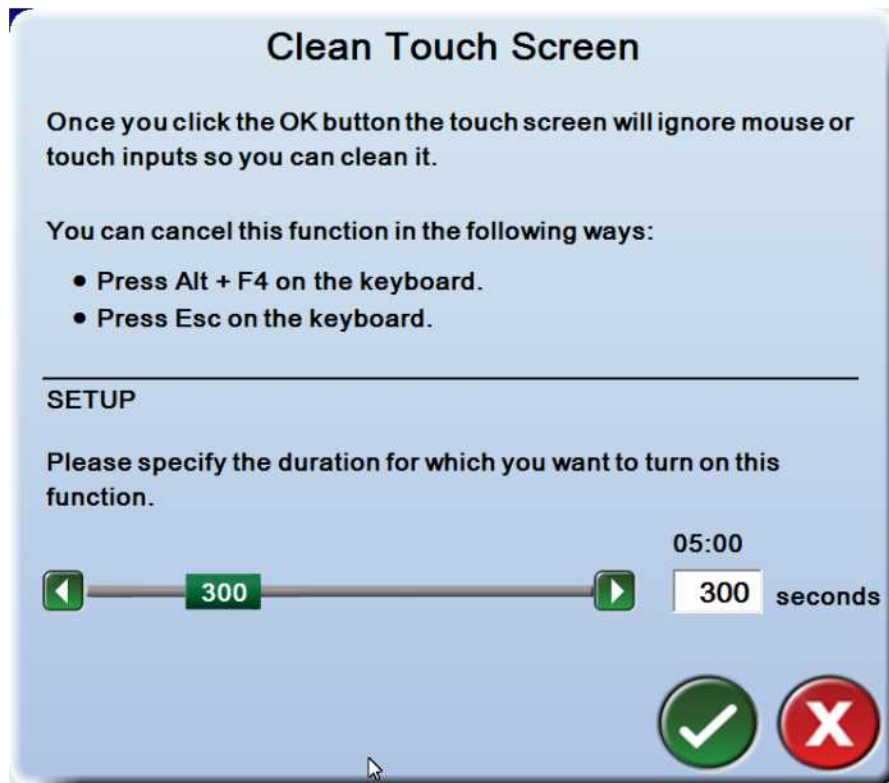 Clean Touch Screen
Once you click the OK button the touch screen will ignore mouse or
touch inputs so you can clean it.
You can cancel this function in the following ways:
• Press Alt + F4 on the keyboard.
• Press Esc on the keyboard.
SETUP
Please specify the duration for which you want to turn on this
function.
05:00
300
300 seconds